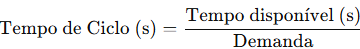 Tempo de Ciclo (s) = Tempo disponível (s) / Demanda